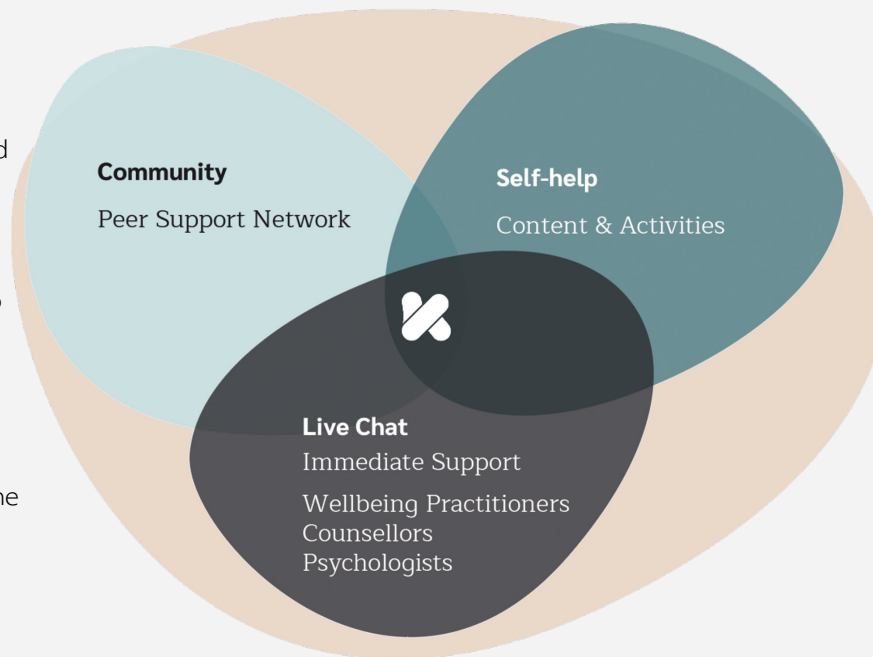 Community
Peer Support Network
Self-help
Content & Activities
Live Chat
Immediate Support
Wellbeing Practitioners
Counsellors
Psychologists